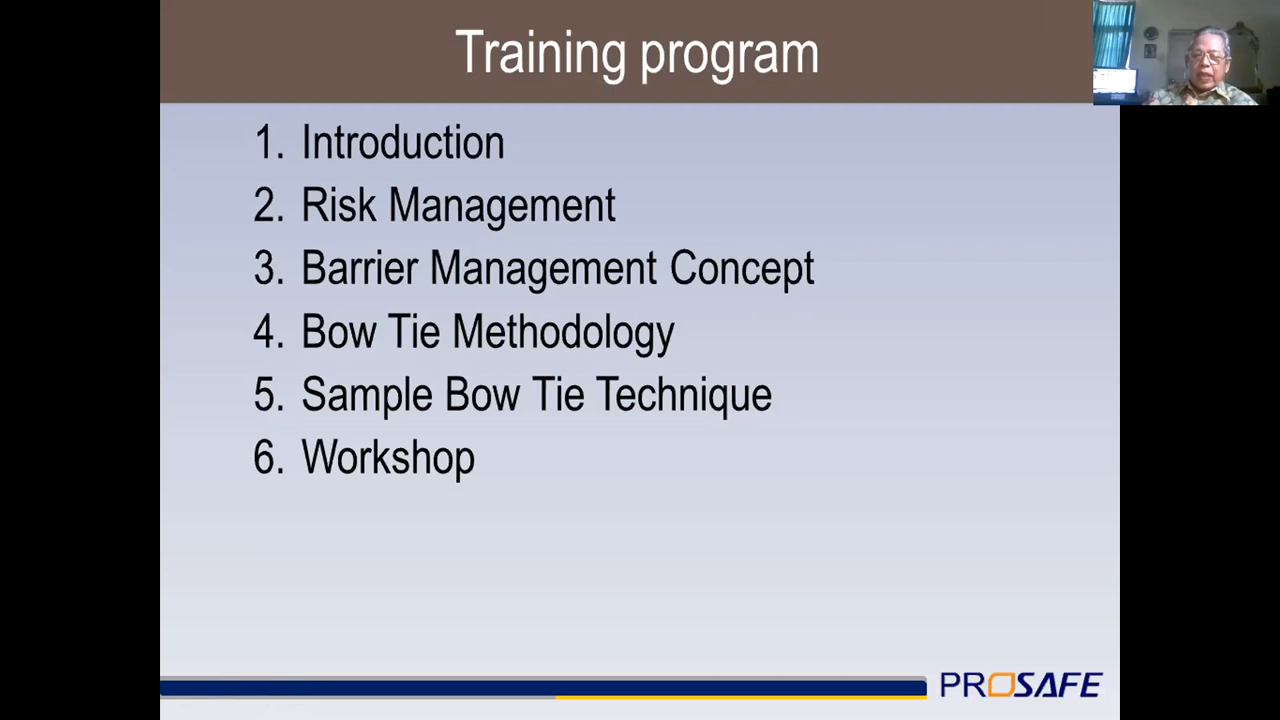 Training program
1. Introduction
2. Risk Management
3. Barrier Management Concept
4. Bow Tie Methodology
5. Sample Bow Tie Technique
6. Workshop
PROSAFE